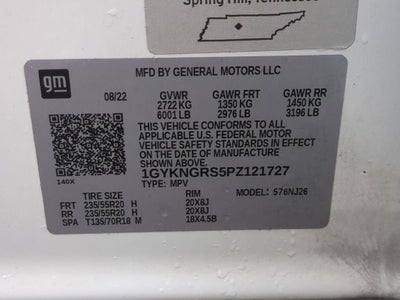 Spring Hill, Tennessee
gm
MFD BY GENERAL MOTORS LLC
08/22 GVWR GAWR FRT GAWR RR
2722 KG 1350 KG 1450 KG
6001 LB 2976 LB 3196 LB
THIS VEHICLE CONFORMS TO ALL
APPLICABLE U.S. FEDERAL MOTOR
VEHICLE SAFETY STANDARDS IN EFFECT
ON THE DATE OF MANUFACTURE
SHOWN ABOVE.
1GYKNGRS5PZ121727
TYPE: MPV MODEL: 576NJ26
140X
TIRE SIZE RIM
FRT 235/55R20 H 20X8J
RR 235/55R20 H 20X8J
SPA T135/70R18 M 18X4.5B